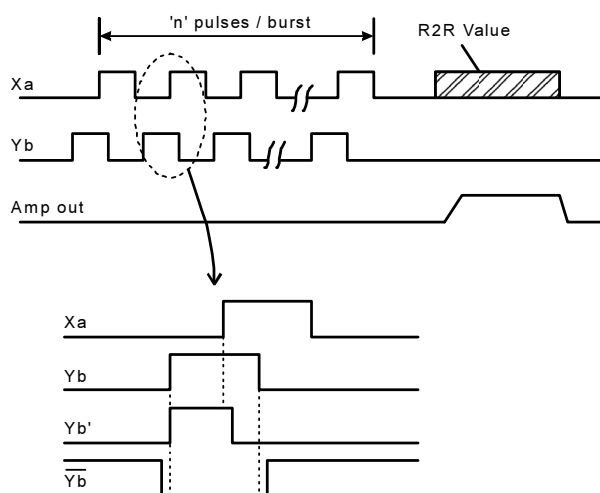 'n' pulses / burst
R2R Value
Xa
Yb
Amp out
Xa
Yb
Yb'
Yb